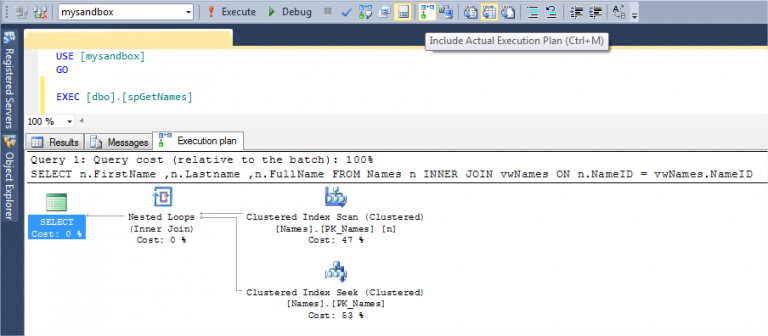 mysandbox
Execute
Debug
Include Actual Execution Plan (Ctrl+M)
Registered Servers
Object Explorer
USE [mysandbox]
GO
EXEC [dbo].[spGetNames]
100 %
Results
Messages
Execution plan
Query 1: Query cost (relative to the batch): 100%
SELECT n.FirstName ,n.Lastname ,n.FullName FROM Names n INNER JOIN vwNames ON n.NameID = vwNames.NameID
SELECT
Cost: 0 %
Nested Loops
(Inner Join)
Cost: 0 %
Clustered Index Scan (Clustered)
[Names].[PK_Names] [n]
Cost: 47 %
Clustered Index Seek (Clustered)
[Names].[PK_Names]
Cost: 53 %